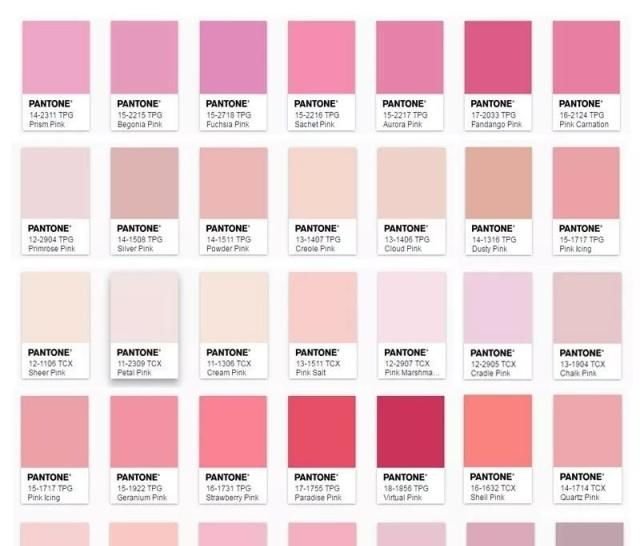 PANTONE®
14-2311 TPG
Prism Pink
PANTONE®
15-2215 TPG
Begonia Pink
PANTONE®
15-2718 TPG
Fuchsia Pink
PANTONE®
15-2216 TPG
Sachet Pink
PANTONE®
15-2217 TPG
Aurora Pink
PANTONE®
17-2033 TPG
Fandango Pink
PANTONE®
16-2124 TPG
Pink Carnation
PANTONE®
12-2904 TPG
Primrose Pink
PANTONE®
14-1508 TPG
Silver Pink
PANTONE®
14-1511 TPG
Powder Pink
PANTONE®
13-1407 TPG
Creole Pink
PANTONE®
13-1406 TPG
Cloud Pink
PANTONE®
14-1316 TPG
Dusty Pink
PANTONE®
15-1717 TPG
Pink Icing
PANTONE®
12-1106 TCX
Sheer Pink
PANTONE®
11-2309 TCX
Petal Pink
PANTONE®
11-1306 TCX
Cream Pink
PANTONE®
13-1511 TCX
Pink Salt
PANTONE®
12-2907 TCX
Pink Marshma...
PANTONE®
12-2905 TCX
Cradle Pink
PANTONE®
13-1904 TCX
Chalk Pink
PANTONE®
15-1717 TPG
Pink Icing
PANTONE®
15-1922 TPG
Geranium Pink
PANTONE®
16-1731 TPG
Strawberry Pink
PANTONE®
17-1755 TPG
Paradise Pink
PANTONE®
18-1856 TPG
Virtual Pink
PANTONE®
16-1632 TCX
Shell Pink
PANTONE®
14-1714 TCX
Quartz Pink